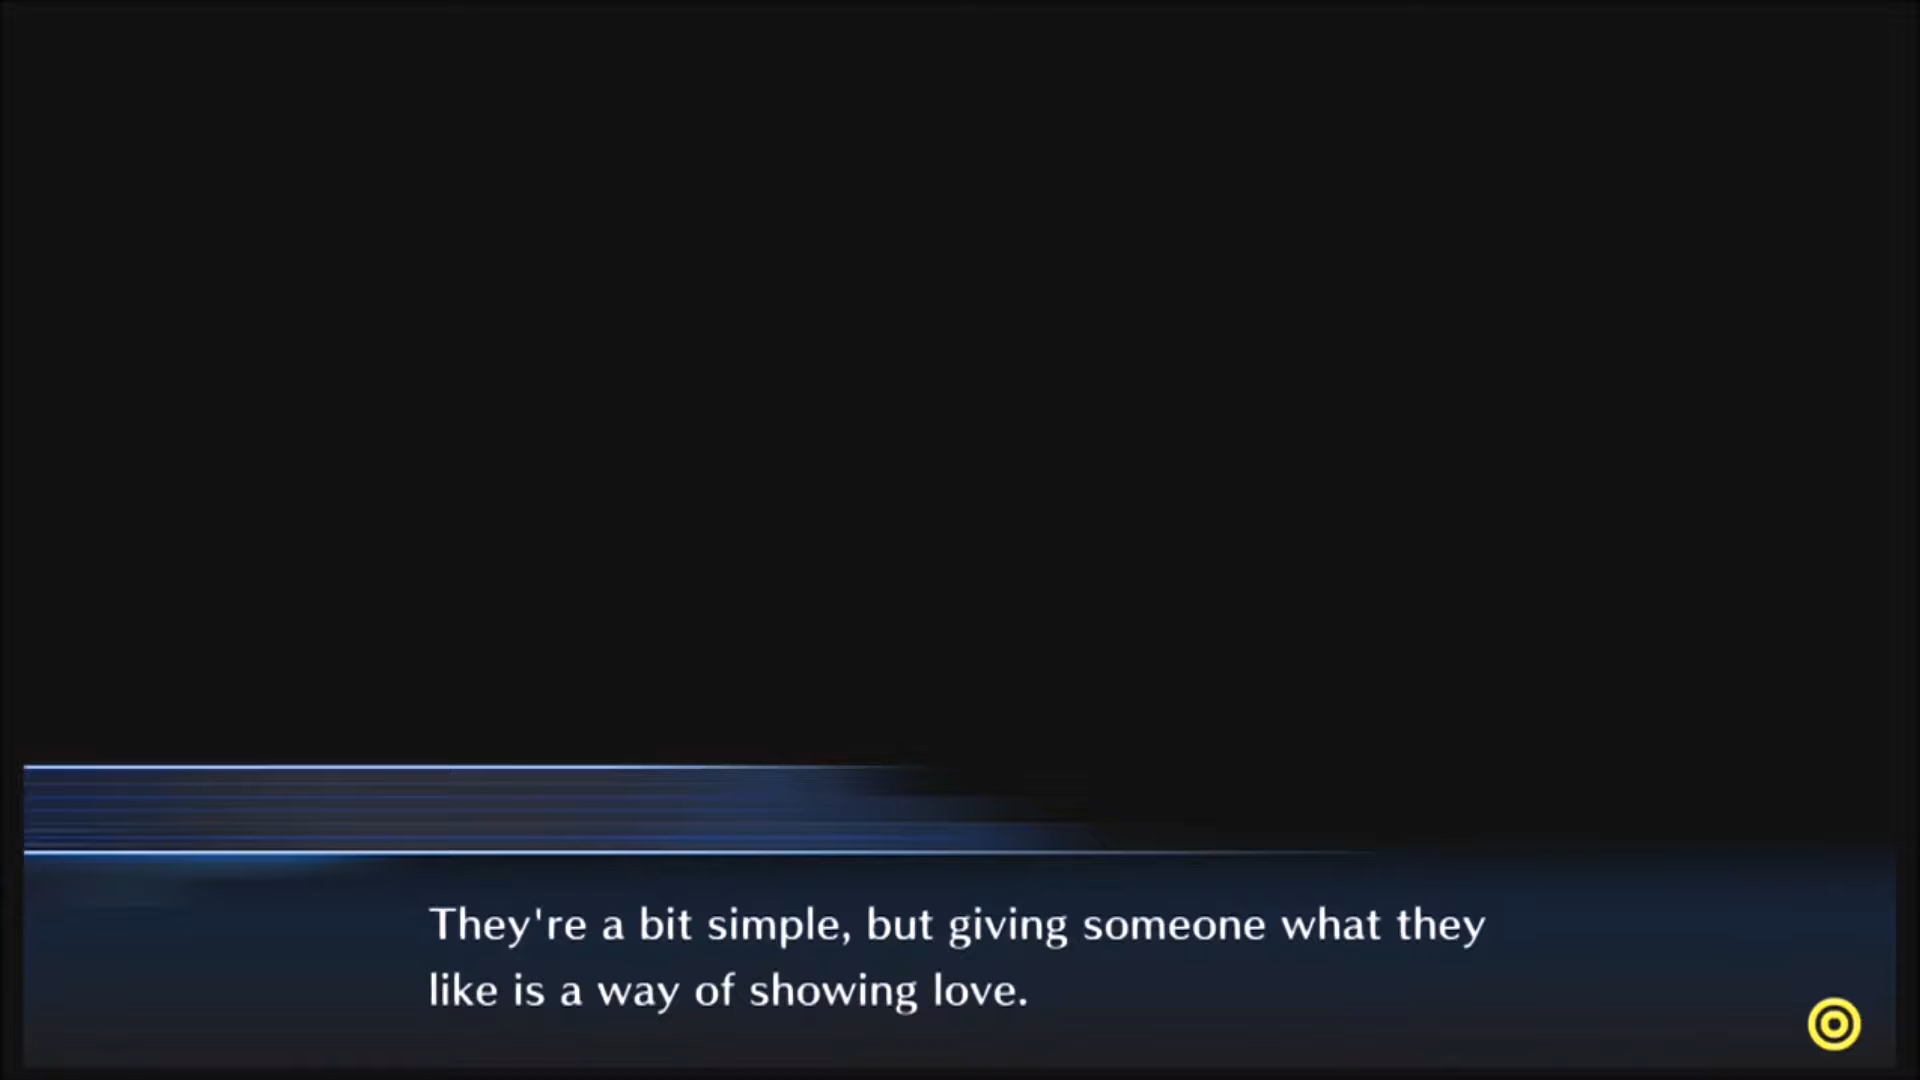 They're a bit simple, but giving someone what they
like is a way of showing love.